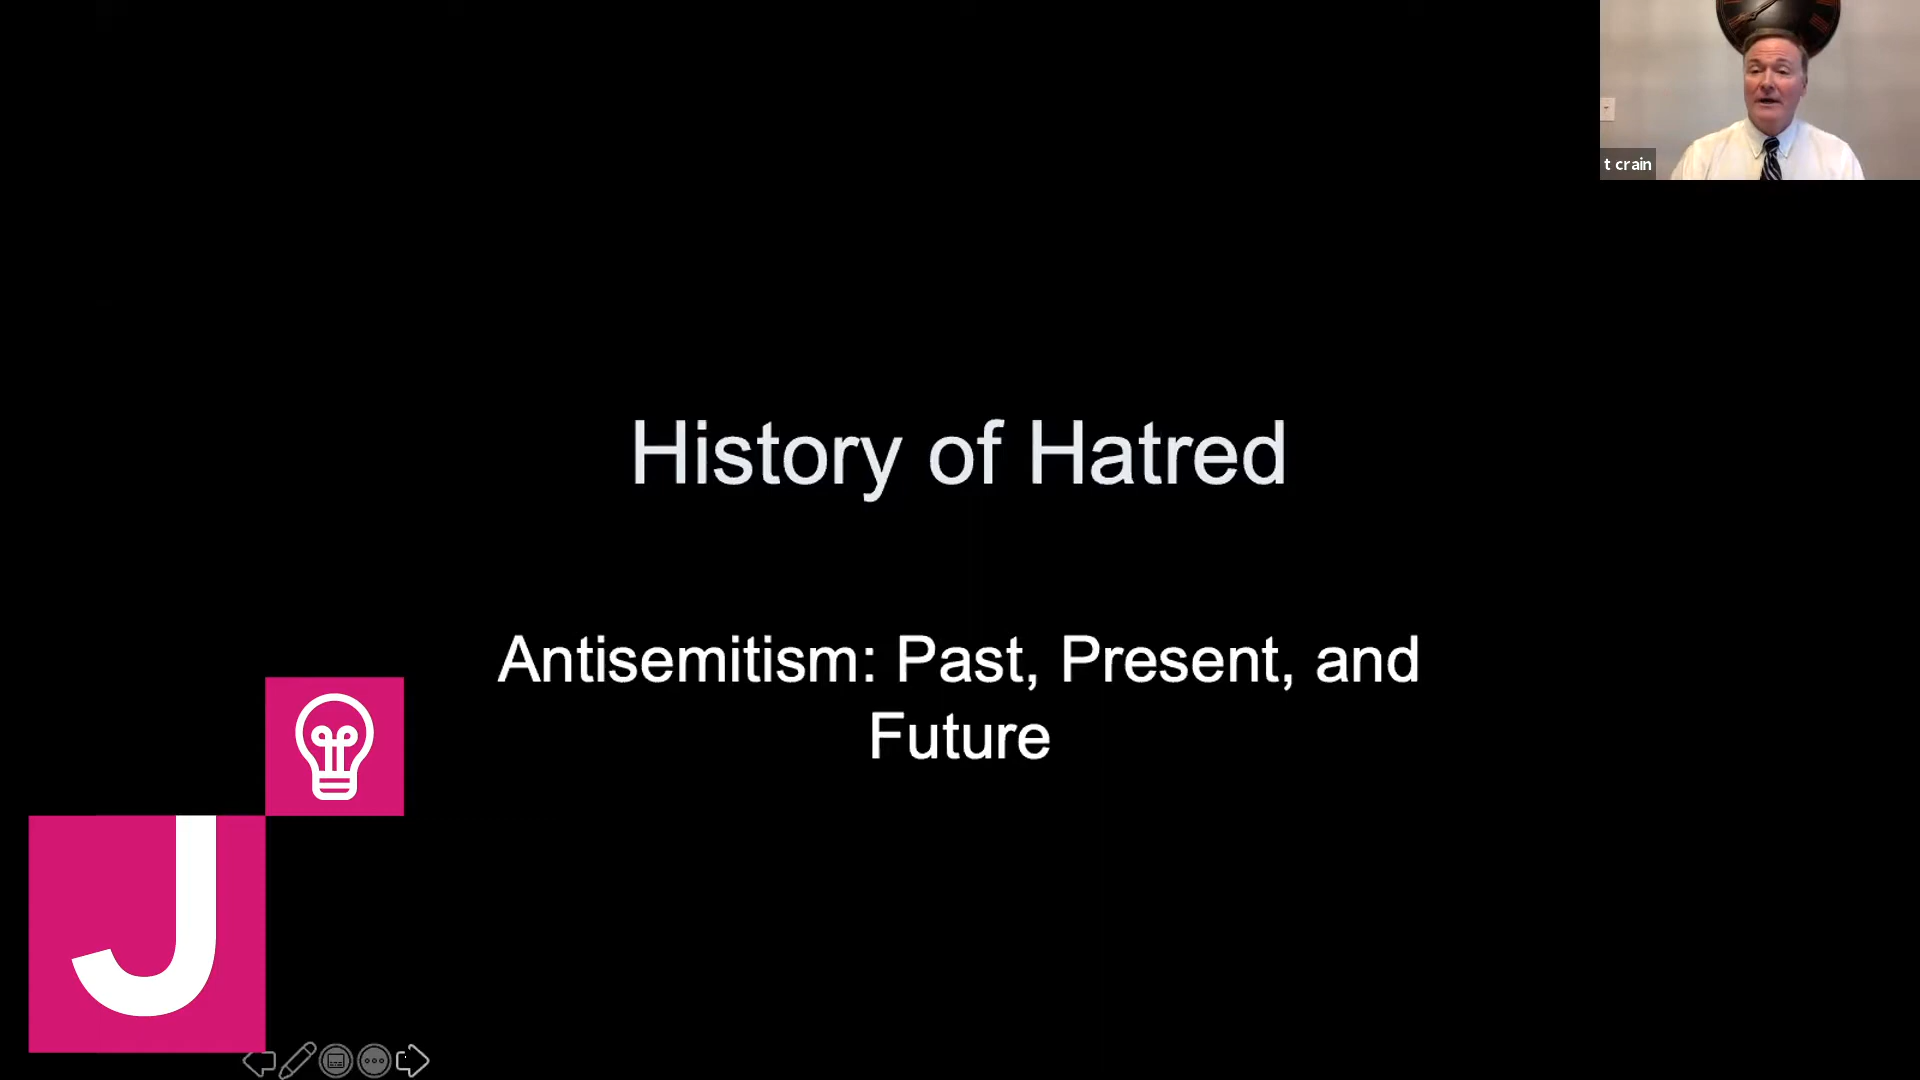 t crain
History of Hatred
Antisemitism: Past, Present, and
Future
J